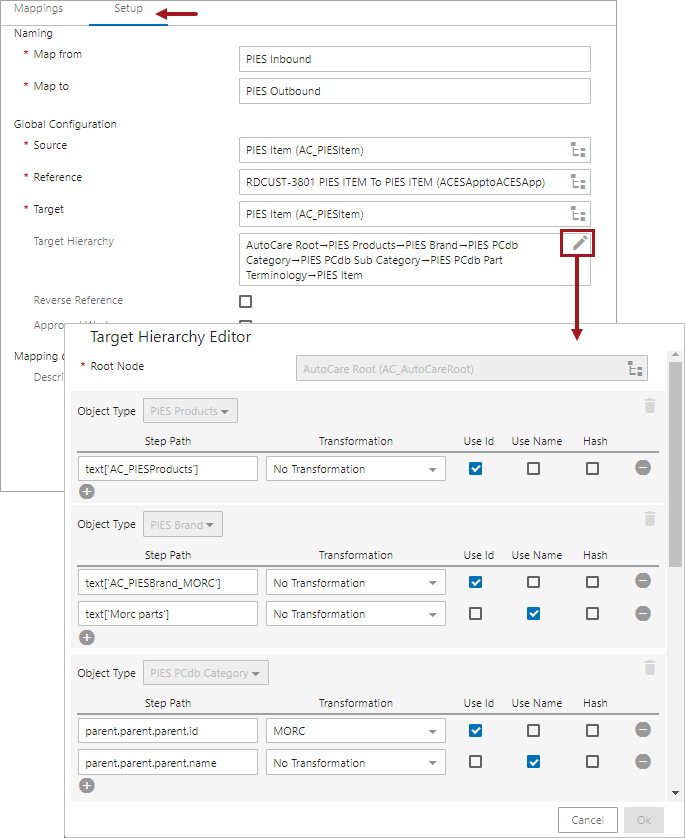 Mappings
Setup
Naming
* Map from
PIES Inbound
* Map to
PIES Outbound
Global Configuration
* Source
PIES Item (AC_PIESItem)
* Reference
RDCUST-3801 PIES ITEM To PIES ITEM (ACESApptoACESApp)
* Target
PIES Item (AC_PIESItem)
Target Hierarchy
AutoCare Root→PIES Products→PIES Brand→PIES PCdb
Category→PIES PCdb Sub Category→PIES PCdb Part
Terminology→PIES Item
Reverse Reference
Mapping
Descri
Target Hierarchy Editor
* Root Node
AutoCare Root (AC_AutoCareRoot)
Object Type PIES Products
Step Path Transformation Use Id Use Name Hash
text['AC_PIESProducts'] No Transformation
Object Type PIES Brand
Step Path Transformation Use Id Use Name Hash
text['AC_PIESBrand_MORC'] No Transformation
text['Morc parts'] No Transformation
Object Type PIES PCdb Category
Step Path Transformation Use Id Use Name Hash
parent.parent.parent.id MORC
parent.parent.parent.name No Transformation
Cancel Ok